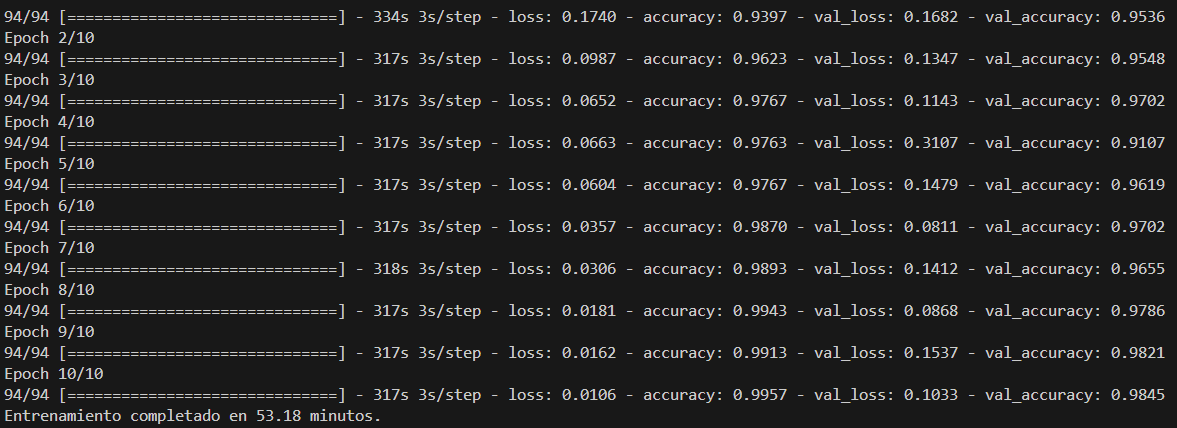 94/94 [==============================] - 334s 3s/step - loss: 0.1740 - accuracy: 0.9397 - val_loss: 0.1682 - val_accuracy: 0.9536
Epoch 2/10
94/94 [==============================] - 317s 3s/step - loss: 0.0987 - accuracy: 0.9623 - val_loss: 0.1347 - val_accuracy: 0.9548
Epoch 3/10
94/94 [==============================] - 317s 3s/step - loss: 0.0652 - accuracy: 0.9767 - val_loss: 0.1143 - val_accuracy: 0.9702
Epoch 4/10
94/94 [==============================] - 317s 3s/step - loss: 0.0663 - accuracy: 0.9763 - val_loss: 0.3107 - val_accuracy: 0.9107
Epoch 5/10
94/94 [==============================] - 317s 3s/step - loss: 0.0604 - accuracy: 0.9767 - val_loss: 0.1479 - val_accuracy: 0.9619
Epoch 6/10
94/94 [==============================] - 317s 3s/step - loss: 0.0357 - accuracy: 0.9870 - val_loss: 0.0811 - val_accuracy: 0.9702
Epoch 7/10
94/94 [==============================] - 318s 3s/step - loss: 0.0306 - accuracy: 0.9893 - val_loss: 0.1412 - val_accuracy: 0.9655
Epoch 8/10
94/94 [==============================] - 317s 3s/step - loss: 0.0181 - accuracy: 0.9943 - val_loss: 0.0868 - val_accuracy: 0.9786
Epoch 9/10
94/94 [==============================] - 317s 3s/step - loss: 0.0162 - accuracy: 0.9913 - val_loss: 0.1537 - val_accuracy: 0.9821
Epoch 10/10
94/94 [==============================] - 317s 3s/step - loss: 0.0106 - accuracy: 0.9957 - val_loss: 0.1033 - val_accuracy: 0.9845
Entrenamiento completado en 53.18 minutos.